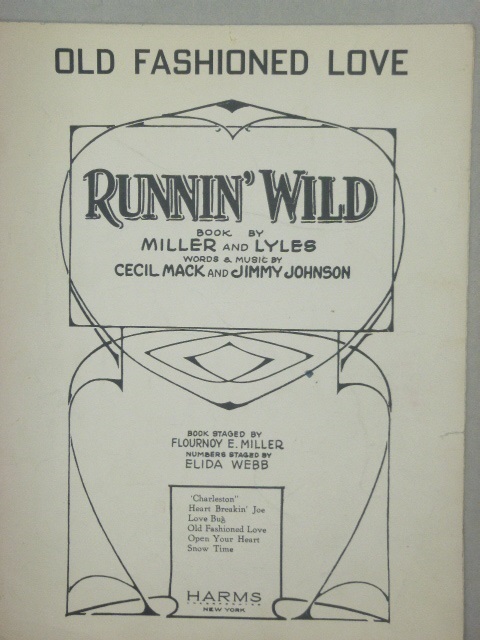 OLD FASHIONED LOVE
RUNNIN' WILD
BOOK BY
MILLER AND LYLES
WORDS & MUSIC BY
CECIL MACK AND JIMMY JOHNSON
BOOK STAGED BY
FLOURNOY E. MILLER
NUMBERS STAGED BY
ELIDA WEBB
'Charleston"
Heart Breakin' Joe
Love Bug
Old Fashioned Love
Open Your Heart
Snow Time
HARMS
INCORPORATED
NEW YORK